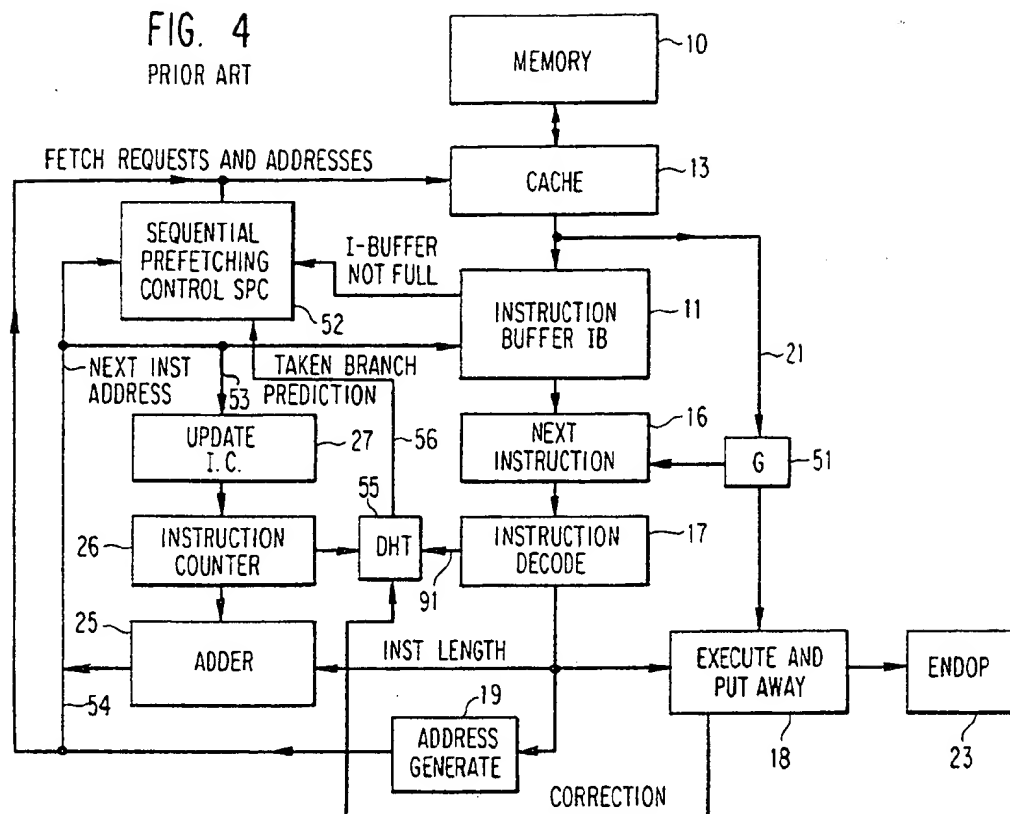 FIG. 4
PRIOR ART
MEMORY
10
FETCH REQUESTS AND ADDRESSES
CACHE
13
SEQUENTIAL
PREFETCHING
CONTROL SPC
52
I-BUFFER
NOT FULL
INSTRUCTION
BUFFER IB
11
21
NEXT INST
ADDRESS
53
TAKEN BRANCH
PREDICTION
UPDATE
I.C.
27
56
NEXT
INSTRUCTION
16
G
51
26
INSTRUCTION
COUNTER
55
DHT
91
INSTRUCTION
DECODE
17
25
ADDER
INST LENGTH
EXECUTE AND
PUT AWAY
18
ENDOP
23
54
19
ADDRESS
GENERATE
CORRECTION